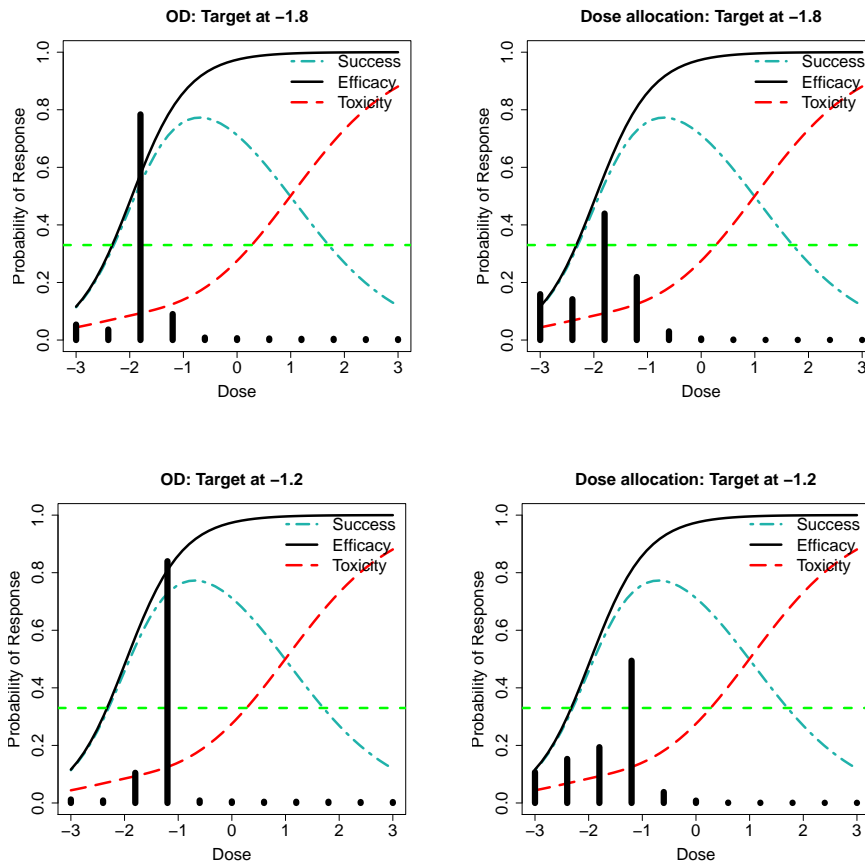 OD: Target at −1.8
Probability of Response
1.0
0.8
0.6
0.4
0.2
0.0
Success
Efficacy
Toxicity
−3 −2 −1 0 1 2 3
Dose
Dose allocation: Target at −1.8
Probability of Response
1.0
0.8
0.6
0.4
0.2
0.0
Success
Efficacy
Toxicity
−3 −2 −1 0 1 2 3
Dose
OD: Target at −1.2
Probability of Response
1.0
0.8
0.6
0.4
0.2
0.0
Success
Efficacy
Toxicity
−3 −2 −1 0 1 2 3
Dose
Dose allocation: Target at −1.2
Probability of Response
1.0
0.8
0.6
0.4
0.2
0.0
Success
Efficacy
Toxicity
−3 −2 −1 0 1 2 3
Dose